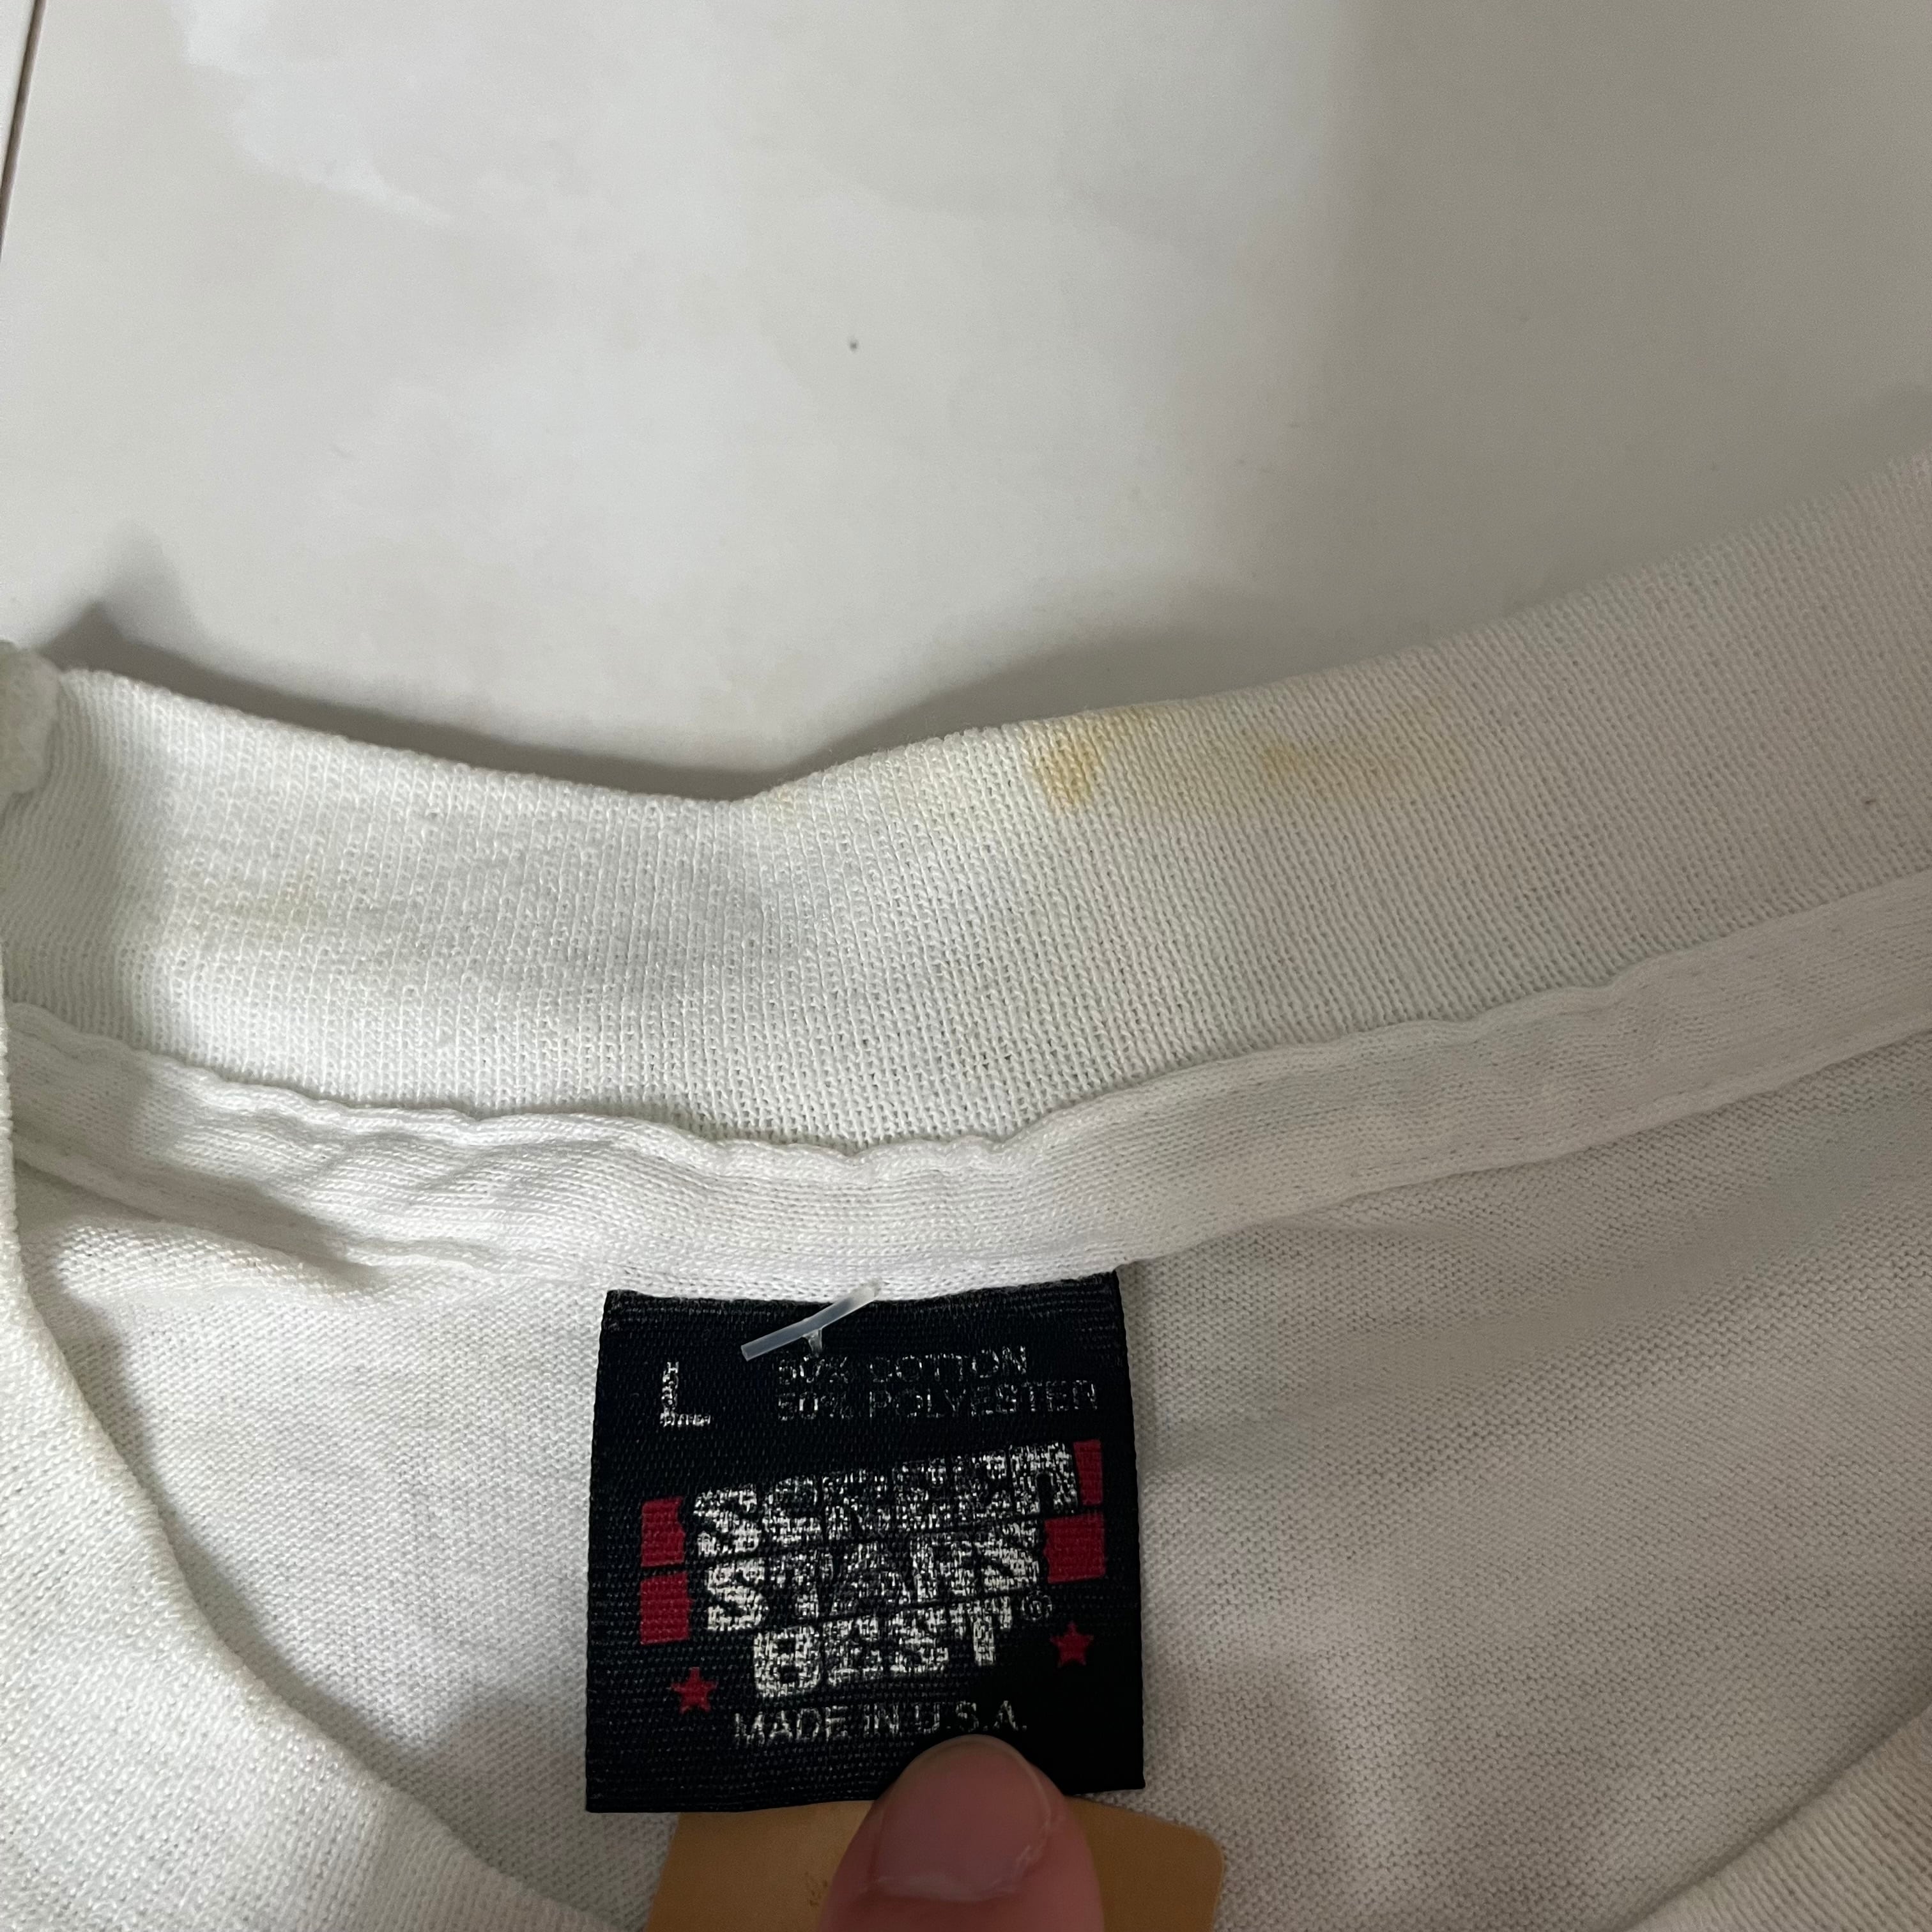 L
50% COTTON
50% POLYESTER
SCREEN
STARS
BEST®
MADE IN U.S.A.